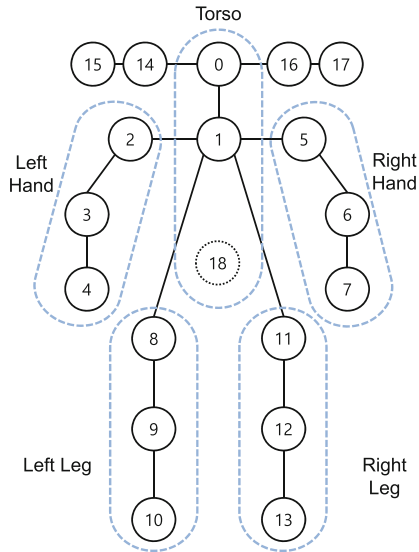 Torso
15 14 0 16 17
2 1 5
Left
Hand
Right
Hand
3 6
18
4 7
8 11
9 12
Left Leg
Right
Leg
10 13